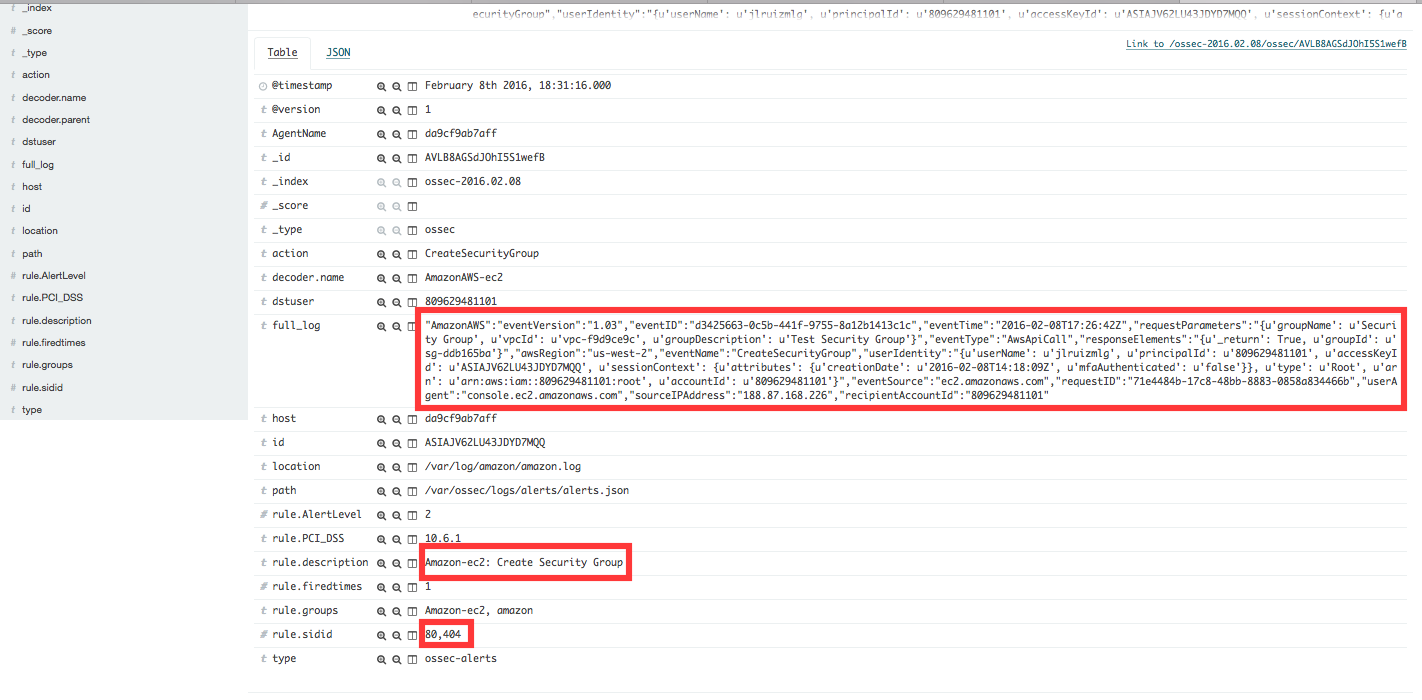 _index
# _score
t _type
t action
t decoder.name
t decoder.parent
t dstuser
t full_log
t host
t id
t location
t path
# rule.AlertLevel
t rule.PCI_DSS
t rule.description
# rule.firedtimes
t rule.groups
# rule.sidid
t type
ecurityGroup","userIdentity":"{u'userName': u'jlruizmlg', u'principalId': u'809629481101', u'accessKeyId': u'ASIAJV62LU43JDYD7MQQ', u'sessionContext': {u'a
Table JSON
Link to /ossec-2016.02.08/ossec/AVLB8AGSdJOhI5S1wefB
@timestamp February 8th 2016, 18:31:16.000
t @version 1
t AgentName da9cf9ab7aff
t _id AVLB8AGSdJOhI5S1wefB
t _index ossec-2016.02.08
# _score
t _type ossec
t action CreateSecurityGroup
t decoder.name AmazonAWS-ec2
t dstuser 809629481101
t full_log "AmazonAWS":"eventVersion":"1.03","eventID":"d3425663-0c5b-441f-9755-8a12b1413c1c","eventTime":"2016-02-08T17:26:42Z","requestParameters":"{u'groupName': u'Securi
ty Group', u'vpcId': u'vpc-f9d9ce9c', u'groupDescription': u'Test Security Group'}","eventType":"AwsApiCall","responseElements":"{u'_return': True, u'groupId': u'
sg-ddb165ba'}","awsRegion":"us-west-2","eventName":"CreateSecurityGroup","userIdentity":"{u'userName': u'jlruizmlg', u'principalId': u'809629481101', u'accessKeyI
d': u'ASIAJV62LU43JDYD7MQQ', u'sessionContext': {u'attributes': {u'creationDate': u'2016-02-08T14:18:09Z', u'mfaAuthenticated': u'false'}}, u'type': u'Root', u'ar
n': u'arn:aws:iam::809629481101:root', u'accountId': u'809629481101'}","eventSource":"ec2.amazonaws.com","requestID":"71e4484b-17c8-48bb-8883-0858a834466b","userA
gent":"console.ec2.amazonaws.com","sourceIPAddress":"188.87.168.226","recipientAccountId":"809629481101"
t host da9cf9ab7aff
t id ASIAJV62LU43JDYD7MQQ
t location /var/log/amazon/amazon.log
t path /var/ossec/logs/alerts/alerts.json
# rule.AlertLevel 2
t rule.PCI_DSS 10.6.1
t rule.description Amazon-ec2: Create Security Group
# rule.firedtimes 1
t rule.groups Amazon-ec2, amazon
# rule.sidid 80,404
t type ossec-alerts